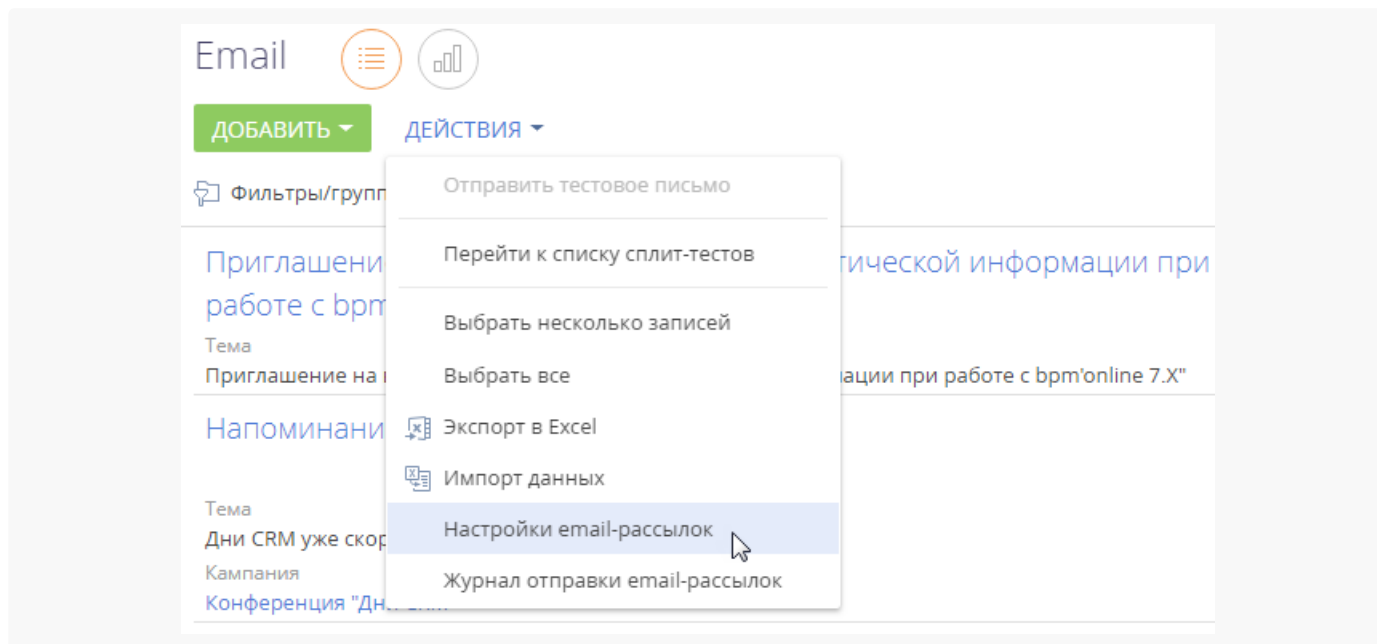 Email
ДОБАВИТЬ ДЕЙСТВИЯ
Отправить тестовое письмо
Фильтры/групп
Перейти к списку сплит-тестов
Приглашени тической информации при
работе с bpm
Выбрать несколько записей
Тема
Приглашение на ации при работе с bpm'online 7.X"
Выбрать все
Напоминани
Экспорт в Excel
Импорт данных
Тема
Дни CRM уже скор
Настройки email-рассылок
Кампания
Конференция "Дн
Журнал отправки email-рассылок